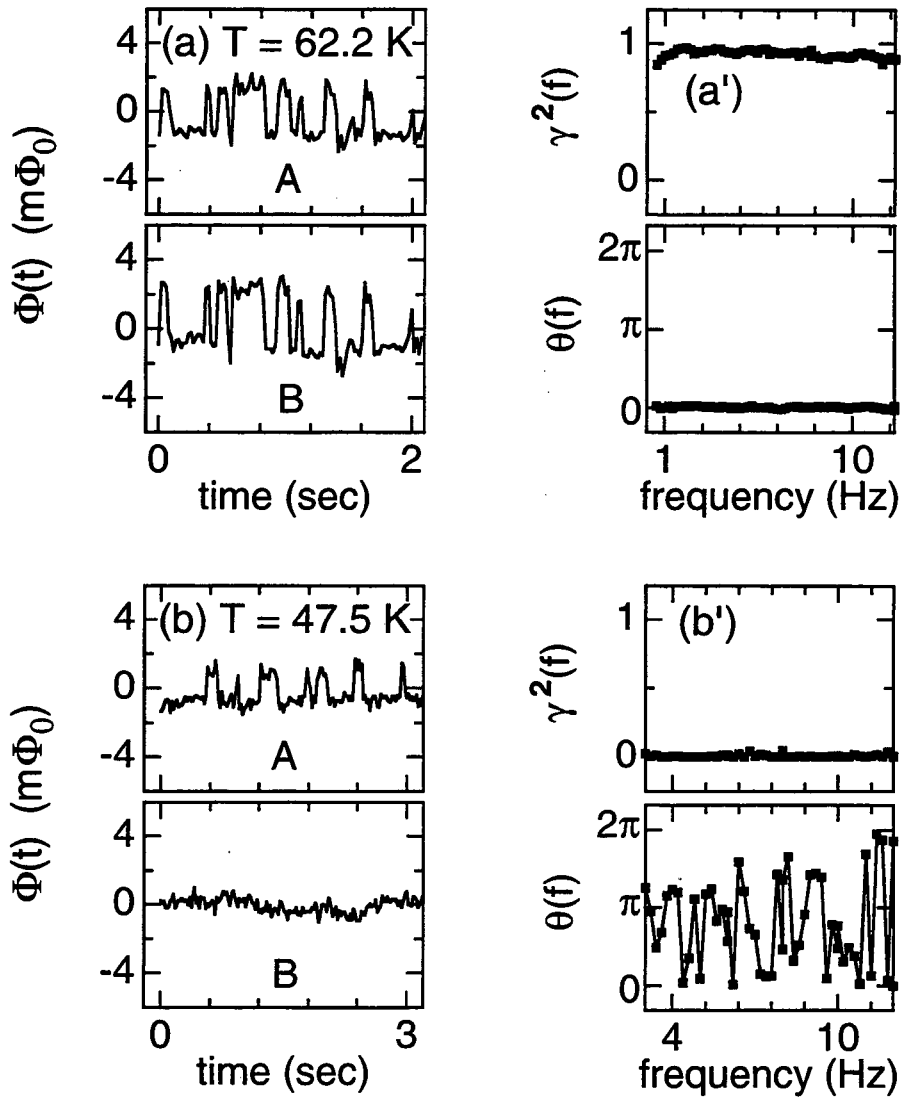 (a) T = 62.2 K
4
0
-4
A
4
0
-4
B
0
2
time (sec)
Φ(t) (mΦ₀)
(a')
1
0
γ²(f)
2π
π
0
θ(f)
1
10
frequency (Hz)
(b) T = 47.5 K
4
0
-4
A
4
0
-4
B
0
3
time (sec)
Φ(t) (mΦ₀)
(b')
1
0
γ²(f)
2π
π
0
θ(f)
4
10
frequency (Hz)